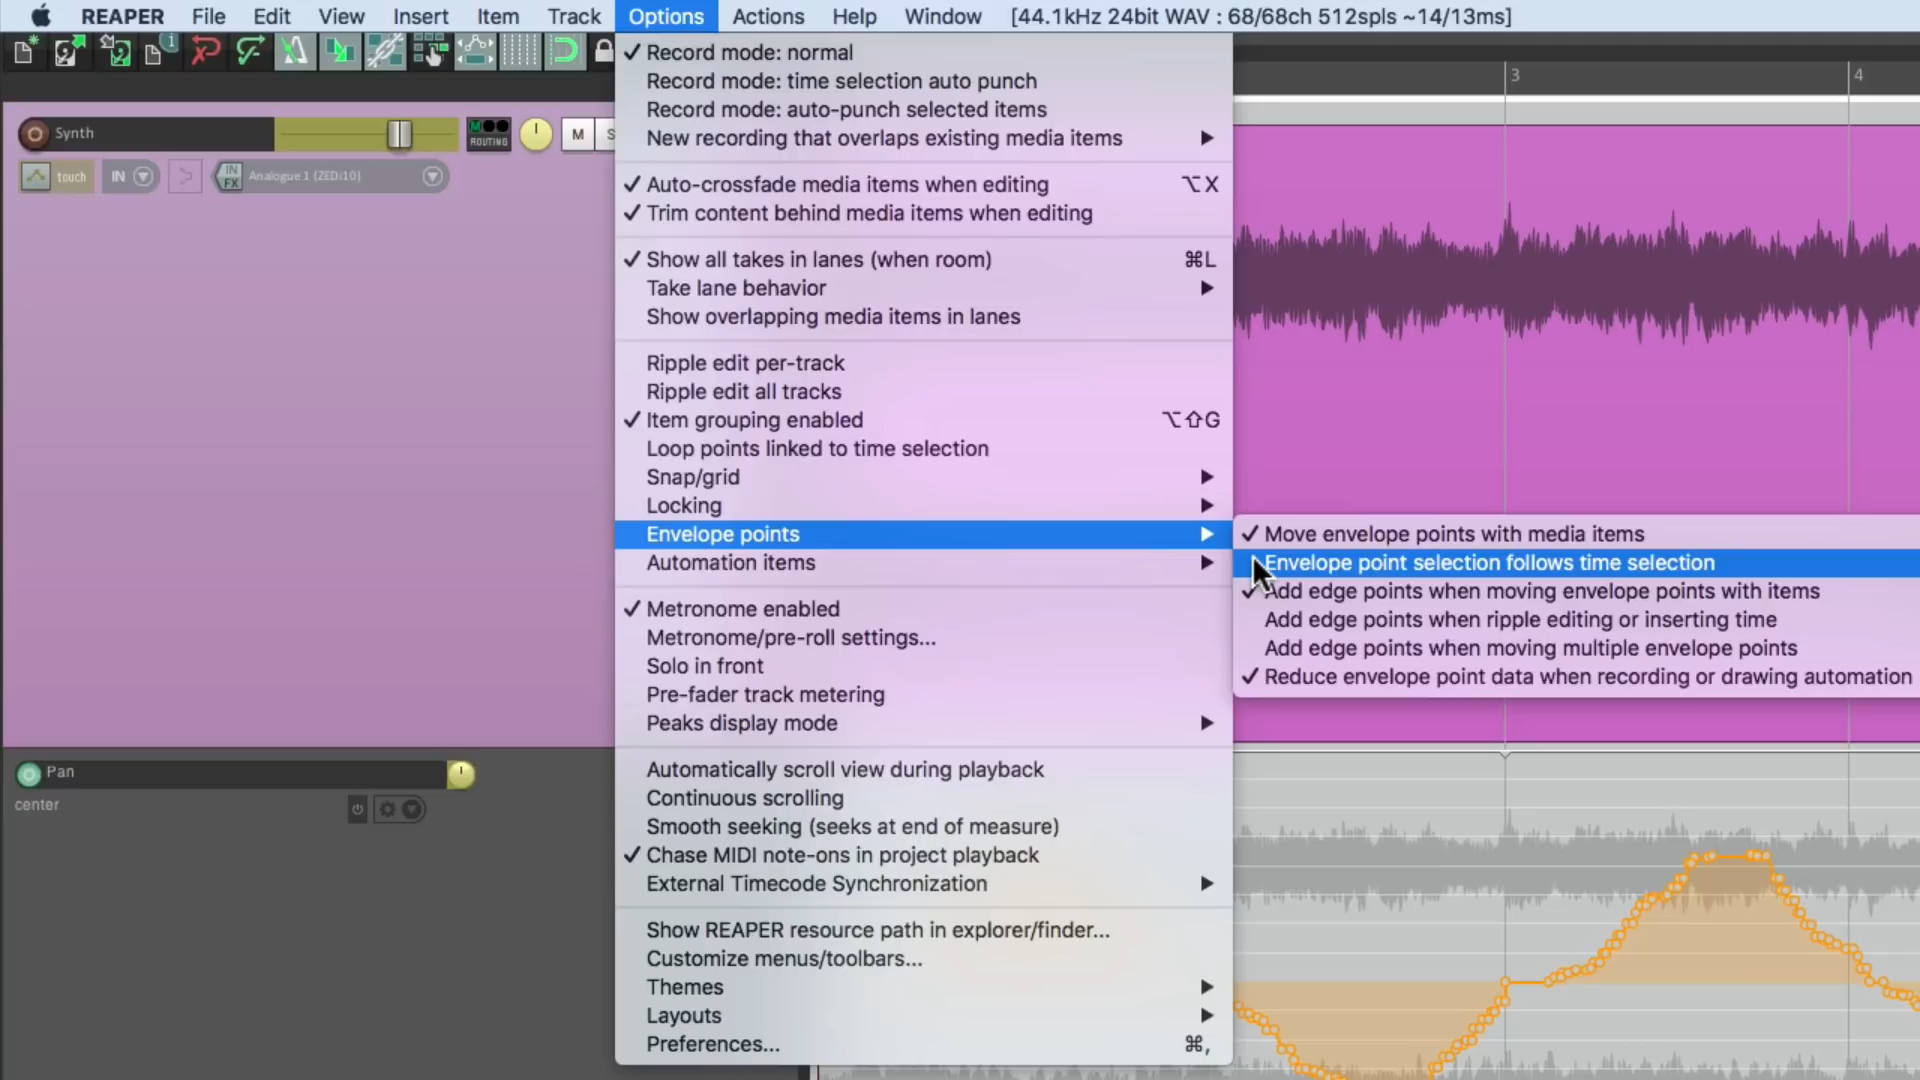 REAPER File Edit View Insert Item Track Options Actions Help Window [44.1kHz 24bit WAV : 68/68ch 512spls ~14/13ms]
Record mode: normal
Record mode: time selection auto punch
Record mode: auto-punch selected items
New recording that overlaps existing media items
Auto-crossfade media items when editing ⌥X
Trim content behind media items when editing
Show all takes in lanes (when room) ⌘L
Take lane behavior
Show overlapping media items in lanes
Ripple edit per-track
Ripple edit all tracks
Item grouping enabled ⌥⇧G
Loop points linked to time selection
Snap/grid
Locking
Envelope points
Automation items
Metronome enabled
Metronome/pre-roll settings...
Solo in front
Pre-fader track metering
Peaks display mode
Automatically scroll view during playback
Continuous scrolling
Smooth seeking (seeks at end of measure)
Chase MIDI note-ons in project playback
External Timecode Synchronization
Show REAPER resource path in explorer/finder...
Customize menus/toolbars...
Themes
Layouts
Preferences... ⌘,
Move envelope points with media items
Envelope point selection follows time selection
Add edge points when moving envelope points with items
Add edge points when ripple editing or inserting time
Add edge points when moving multiple envelope points
Reduce envelope point data when recording or drawing automation
3 4
Synth ROUTING M S
touch IN IN FX Analogue 1 (ZEDi10)
Pan
center